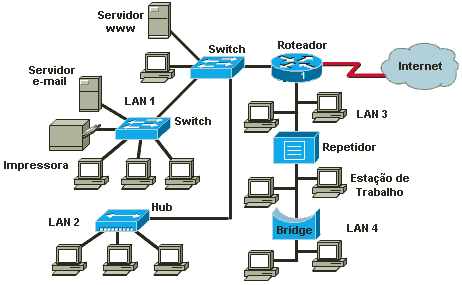 Servidor
www
Switch
Roteador
1
Internet
Servidor
e-mail
LAN 1
Switch
LAN 3
Impressora
Repetidor
Estação de
Trabalho
LAN 2
Hub
Bridge
LAN 4